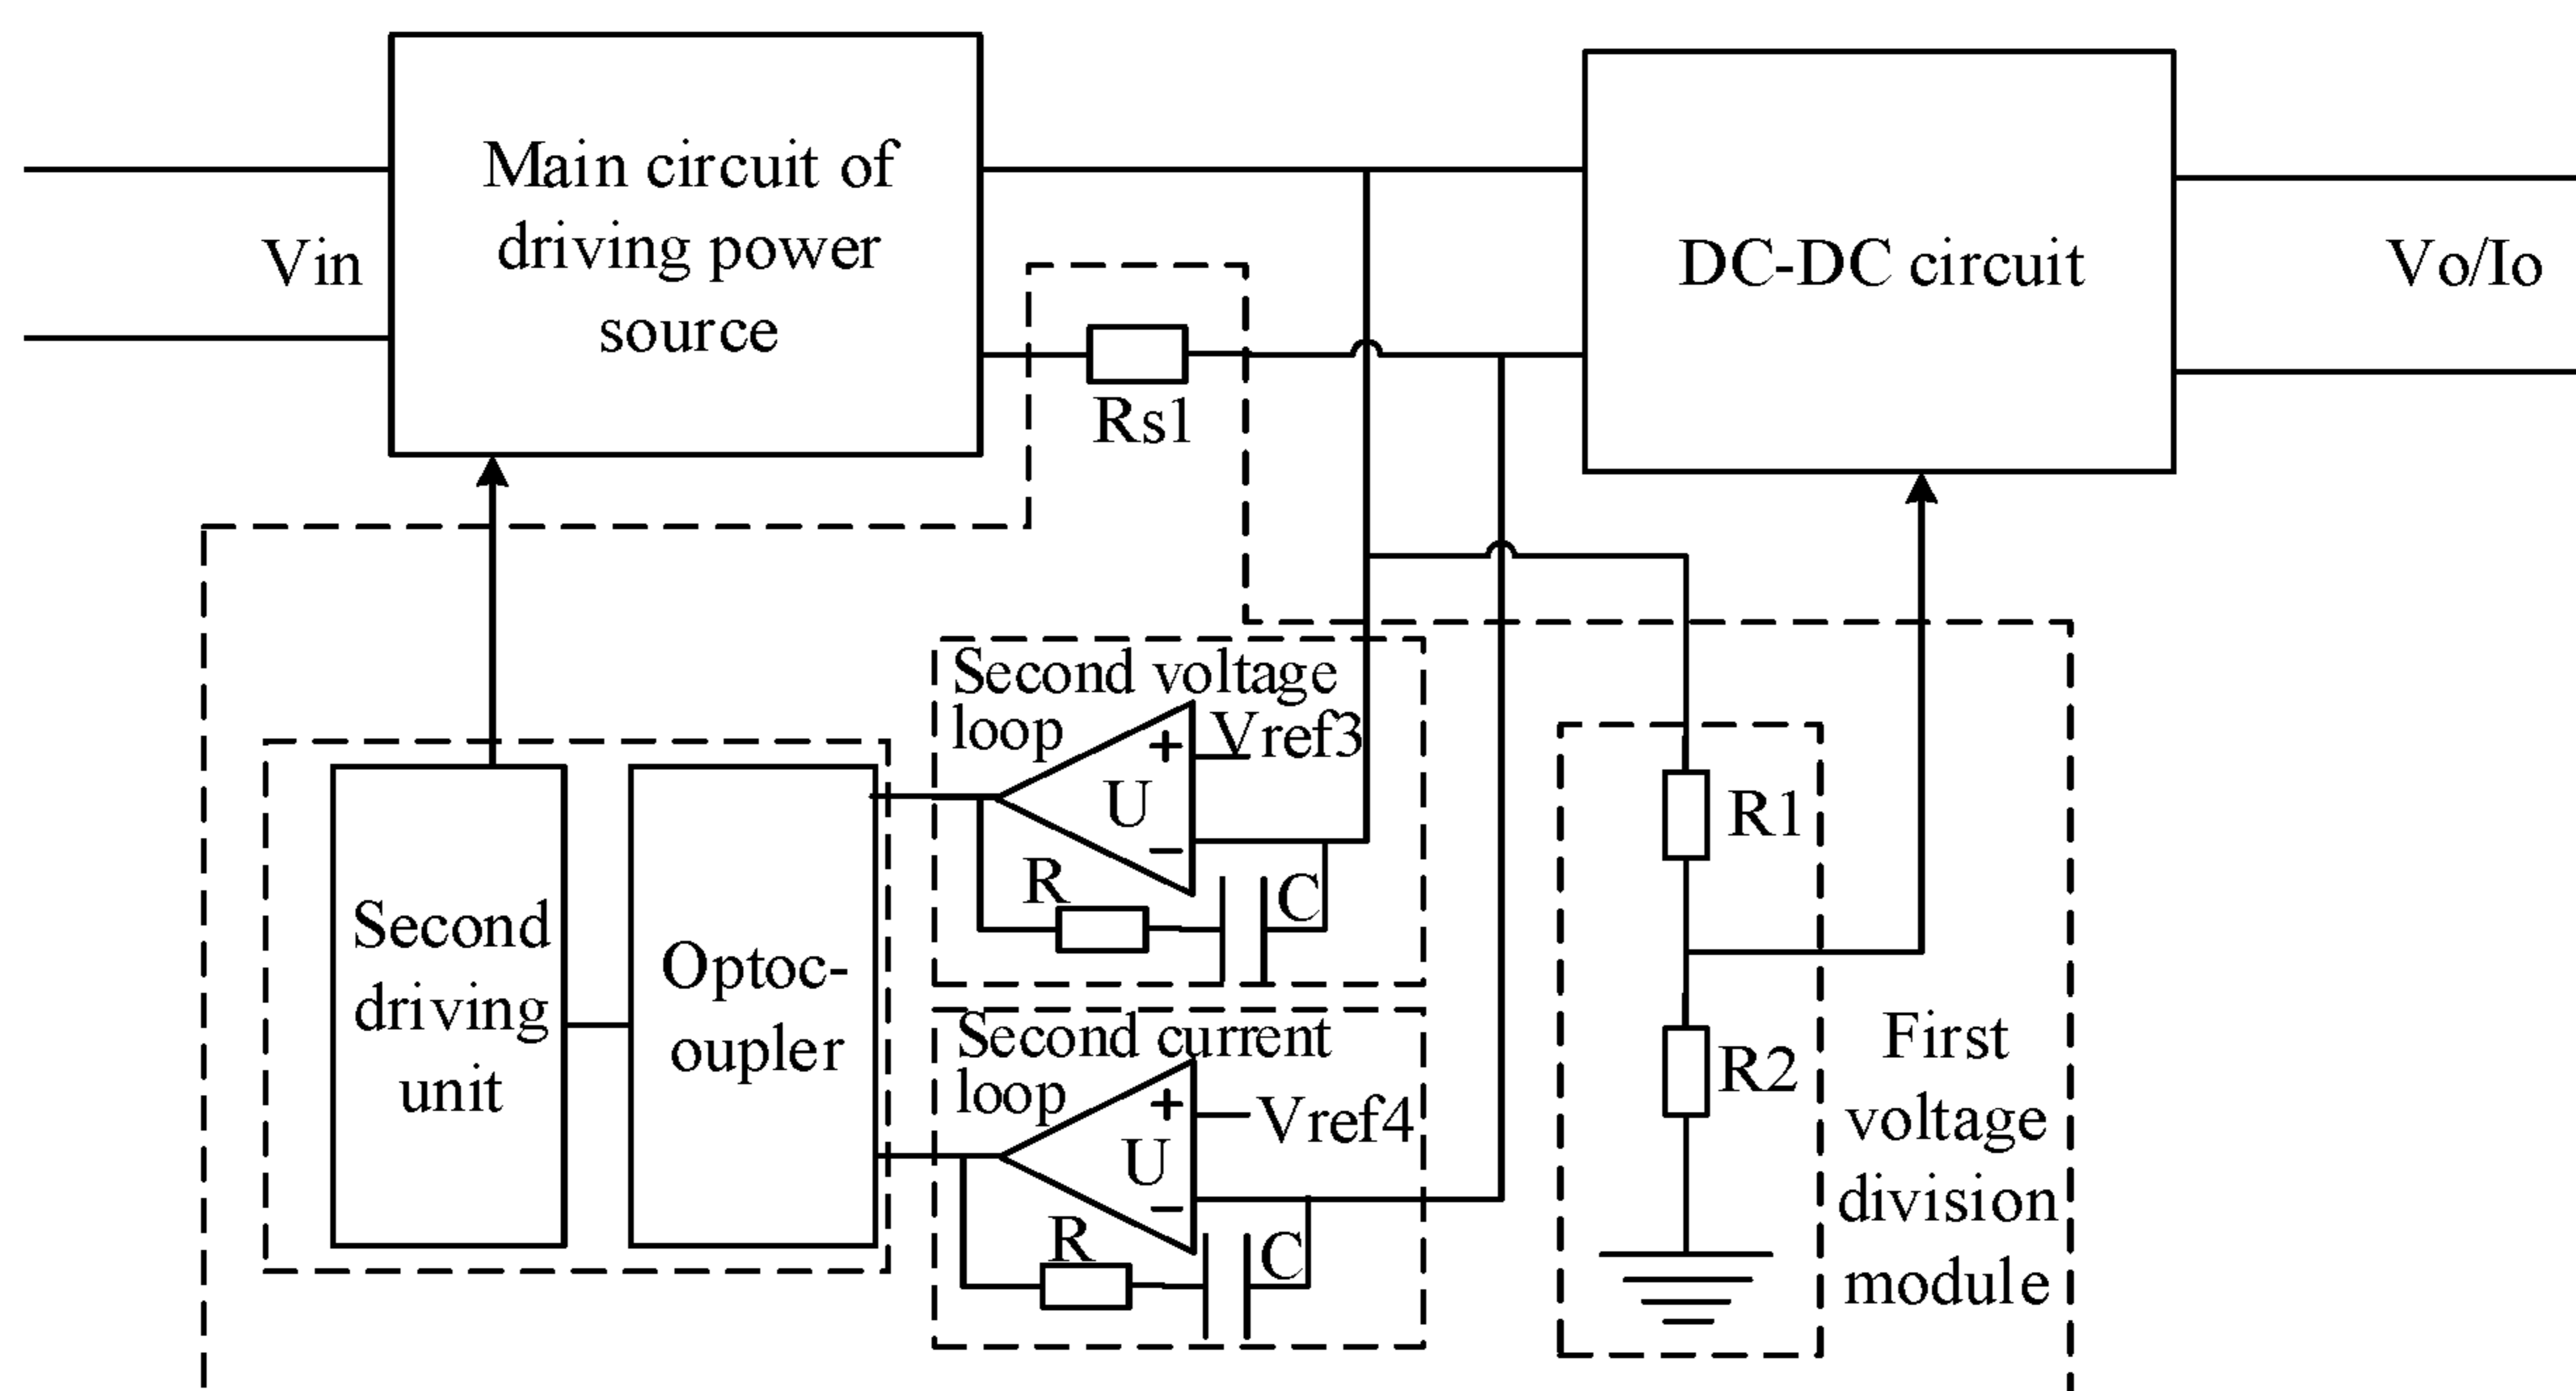 Main circuit of
driving power
source
Vin
DC-DC circuit
Vo/Io
Rs1
Second voltage
loop
Vref3
+
U
−
R
C
R1
Second
driving
unit
Optoc-
oupler
Second current
loop
+
Vref4
U
−
R
C
R2
First
voltage
division
module